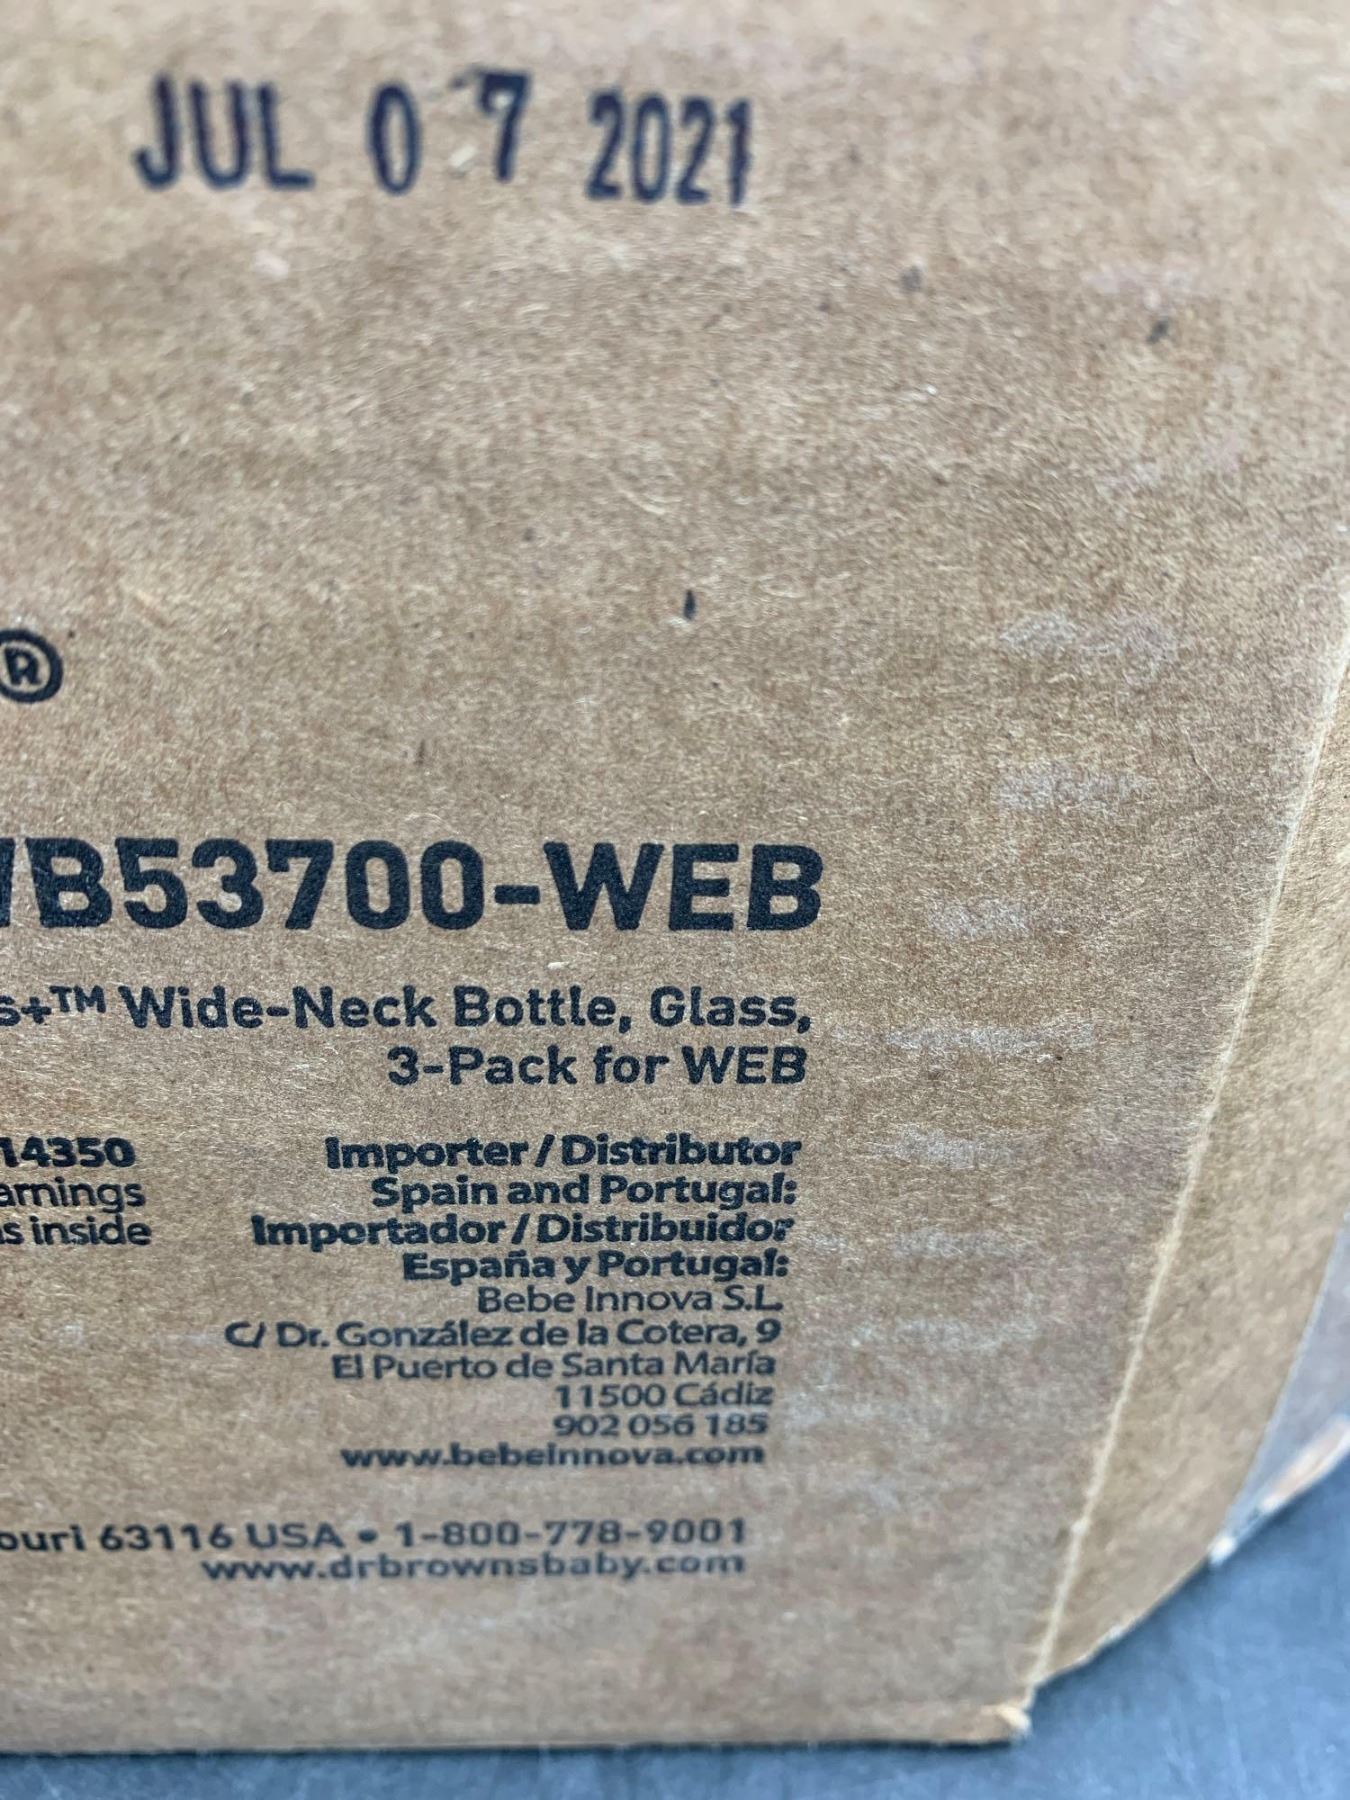 JUL 07 2021
®
B53700-WEB
s+™ Wide-Neck Bottle, Glass,
3-Pack for WEB
14350
arnings
s inside
Importer / Distributor
Spain and Portugal:
Importador / Distribuidor
España y Portugal:
Bebe Innova S.L.
C/ Dr. González de la Cotera, 9
El Puerto de Santa María
11500 Cádiz
902 056 185
www.bebeinnova.com
ouri 63116 USA • 1-800-778-9001
www.drbrownsbaby.com